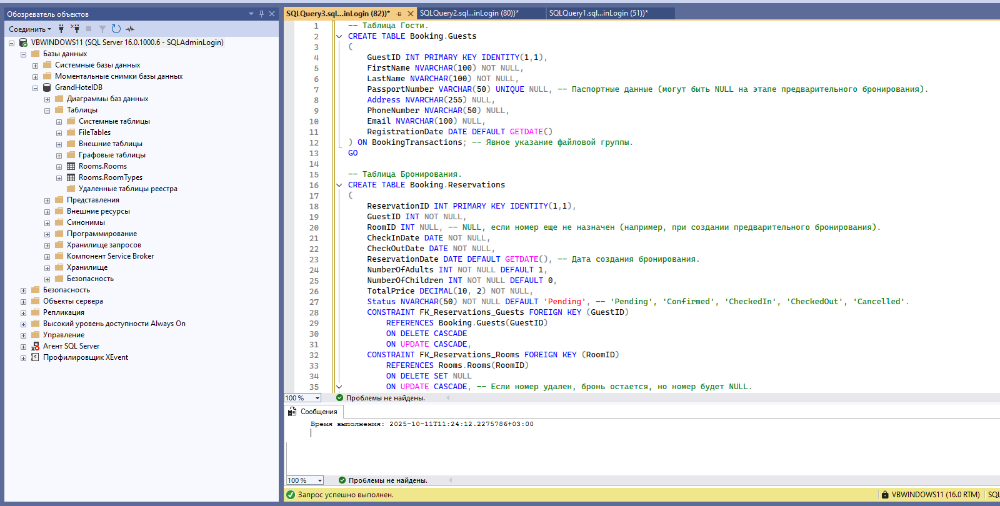 Обозреватель объектов
Соединить
VBWINDOWS11 (SQL Server 16.0.1000.6 - SQLAdminLogin)
Базы данных
Системные базы данных
Моментальные снимки базы данных
GrandHotelDB
Диаграммы баз данных
Таблицы
Системные таблицы
FileTables
Внешние таблицы
Графовые таблицы
Rooms.Rooms
Rooms.RoomTypes
Удаленные таблицы реестра
Представления
Внешние ресурсы
Синонимы
Программирование
Хранилище запросов
Компонент Service Broker
Хранилище
Безопасность
Безопасность
Объекты сервера
Репликация
Высокий уровень доступности Always On
Управление
Агент SQL Server
Профилировщик XEvent
SQLQuery3.sql...inLogin (82))* SQLQuery2.sql...inLogin (80))* SQLQuery1.sql...inLogin (51))*
1 -- Таблица Гости.
2 CREATE TABLE Booking.Guests
3 (
4 GuestID INT PRIMARY KEY IDENTITY(1,1),
5 FirstName NVARCHAR(100) NOT NULL,
6 LastName NVARCHAR(100) NOT NULL,
7 PassportNumber VARCHAR(50) UNIQUE NULL, -- Паспортные данные (могут быть NULL на этапе предварительного бронирования).
8 Address NVARCHAR(255) NULL,
9 PhoneNumber NVARCHAR(50) NULL,
10 Email NVARCHAR(100) NULL,
11 RegistrationDate DATE DEFAULT GETDATE()
12 ) ON BookingTransactions; -- Явное указание файловой группы.
13 GO
14
15 -- Таблица Бронирования.
16 CREATE TABLE Booking.Reservations
17 (
18 ReservationID INT PRIMARY KEY IDENTITY(1,1),
19 GuestID INT NOT NULL,
20 RoomID INT NULL, -- NULL, если номер еще не назначен (например, при создании предварительного бронирования).
21 CheckInDate DATE NOT NULL,
22 CheckOutDate DATE NOT NULL,
23 ReservationDate DATE DEFAULT GETDATE(), -- Дата создания бронирования.
24 NumberOfAdults INT NOT NULL DEFAULT 1,
25 NumberOfChildren INT NOT NULL DEFAULT 0,
26 TotalPrice DECIMAL(10, 2) NOT NULL,
27 Status NVARCHAR(50) NOT NULL DEFAULT 'Pending', -- 'Pending', 'Confirmed', 'CheckedIn', 'CheckedOut', 'Cancelled'.
28 CONSTRAINT FK_Reservations_Guests FOREIGN KEY (GuestID)
29 REFERENCES Booking.Guests(GuestID)
30 ON DELETE CASCADE
31 ON UPDATE CASCADE,
32 CONSTRAINT FK_Reservations_Rooms FOREIGN KEY (RoomID)
33 REFERENCES Rooms.Rooms(RoomID)
34 ON DELETE SET NULL
35 ON UPDATE CASCADE, -- Если номер удален, бронь остается, но номер будет NULL.
100 % Проблемы не найдены.
Сообщения
Время выполнения: 2025-10-11T11:24:12.2275786+03:00
100 % Проблемы не найдены.
Запрос успешно выполнен. VBWINDOWS11 (16.0 RTM) SQL